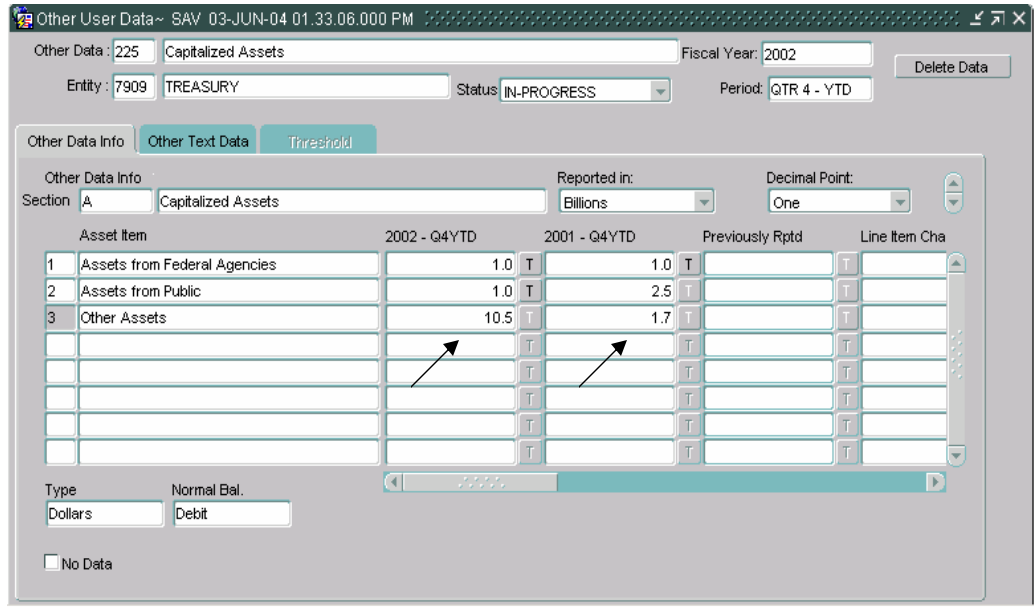 Other User Data~ SAV 03-JUN-04 01.33.06.000 PM
Other Data : 225 Capitalized Assets Fiscal Year: 2002 Delete Data
Entity : 7909 TREASURY Status IN-PROGRESS Period: QTR 4 - YTD
Other Data Info Other Text Data Threshold
Other Data Info Reported in: Decimal Point:
Section A Capitalized Assets Billions One
Asset Item 2002 - Q4YTD 2001 - Q4YTD Previously Rptd Line Item Cha
1 Assets from Federal Agencies 1.0 T 1.0 T T
2 Assets from Public 1.0 T 2.5 T T
3 Other Assets 10.5 T 1.7 T T
T T T
T T T
T T T
T T T
T T T
Type Normal Bal.
Dollars Debit
No Data